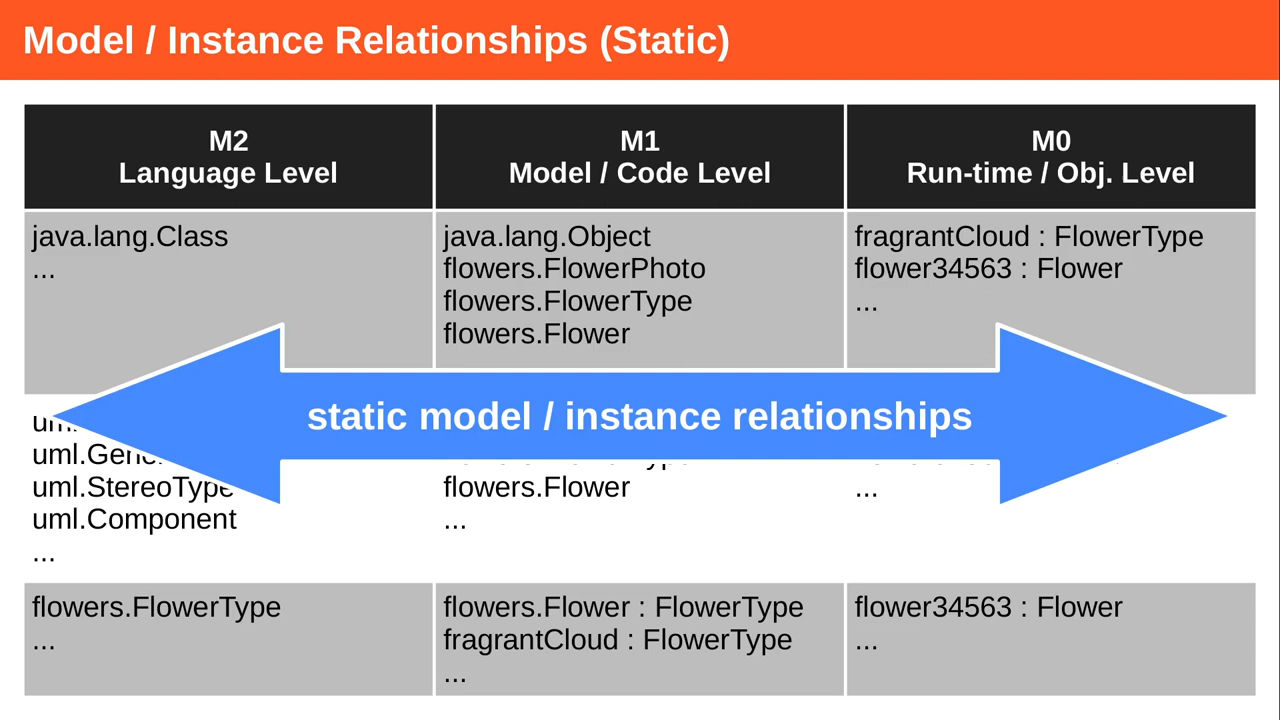 Model / Instance Relationships (Static)
M2
Language Level
M1
Model / Code Level
M0
Run-time / Obj. Level
java.lang.Class
...
java.lang.Object
flowers.FlowerPhoto
flowers.FlowerType
flowers.Flower
fragrantCloud : FlowerType
flower34563 : Flower
...
static model / instance relationships
uml.StereoType
uml.Component
...
flowers.Flower
...
...
flowers.FlowerType
...
flowers.Flower : FlowerType
fragrantCloud : FlowerType
...
flower34563 : Flower
...